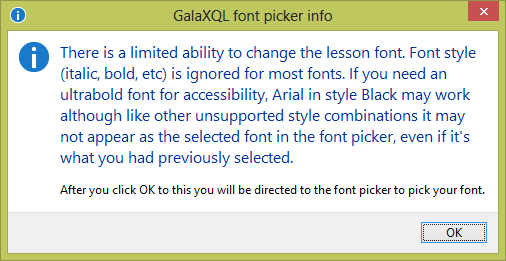 GalaXQL font picker info
There is a limited ability to change the lesson font. Font style
(italic, bold, etc) is ignored for most fonts. If you need an
ultrabold font for accessibility, Arial in style Black may work
although like other unsupported style combinations it may
not appear as the selected font in the font picker, even if it's
what you had previously selected.
After you click OK to this you will be directed to the font picker to pick your font.
OK